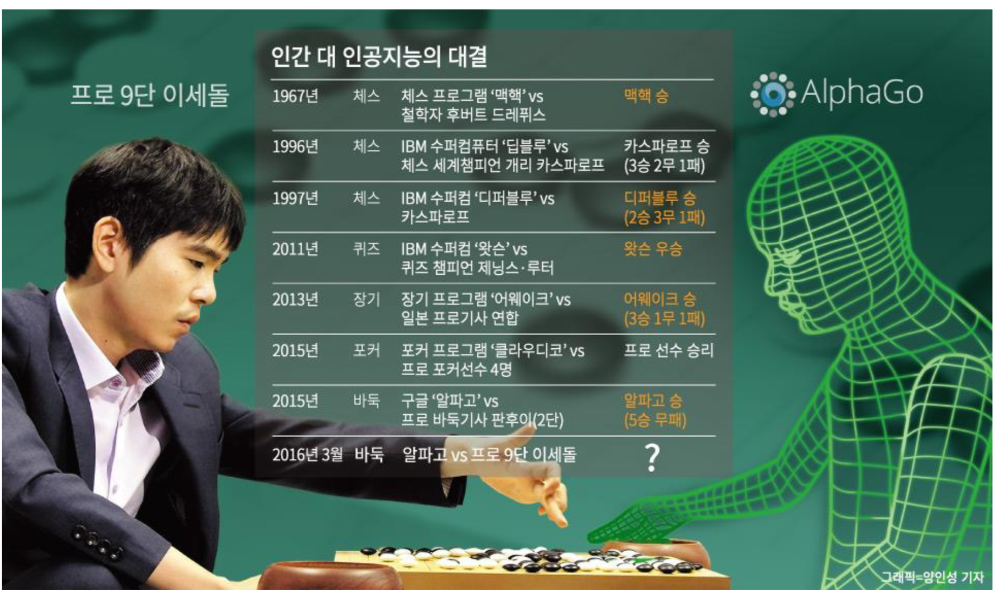 프로 9단 이세돌
AlphaGo
인간 대 인공지능의 대결
1967년 체스 체스 프로그램 ‘맥핵’ vs 맥핵 승
철학자 후버트 드레퓌스
1996년 체스 IBM 수퍼컴퓨터 ‘딥블루’ vs 카스파로프 승
체스 세계챔피언 개리 카스파로프 (3승 2무 1패)
1997년 체스 IBM 수퍼컴 ‘디퍼블루’ vs 디퍼블루 승
카스파로프 (2승 3무 1패)
2011년 퀴즈 IBM 수퍼컴 ‘왓슨’ vs 왓슨 우승
퀴즈 챔피언 제닝스·루터
2013년 장기 장기 프로그램 ‘어웨이크’ vs 어웨이크 승
일본 프로기사 연합 (3승 1무 1패)
2015년 포커 포커 프로그램 ‘클라우디코’ vs 프로 선수 승리
프로 포커선수 4명
2015년 바둑 구글 ‘알파고’ vs 알파고 승
프로 바둑기사 판후이(2단) (5승 무패)
2016년 3월 바둑 알파고 vs 프로 9단 이세돌 ?
그래픽=양인성 기자